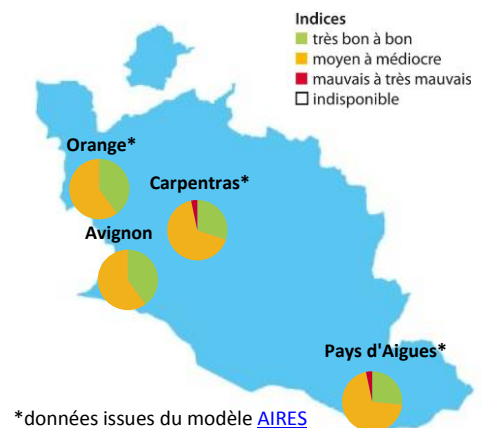 Indices
très bon à bon
moyen à médiocre
mauvais à très mauvais
indisponible
Orange*
Carpentras*
Avignon
Pays d'Aigues*
*données issues du modèle AIRES